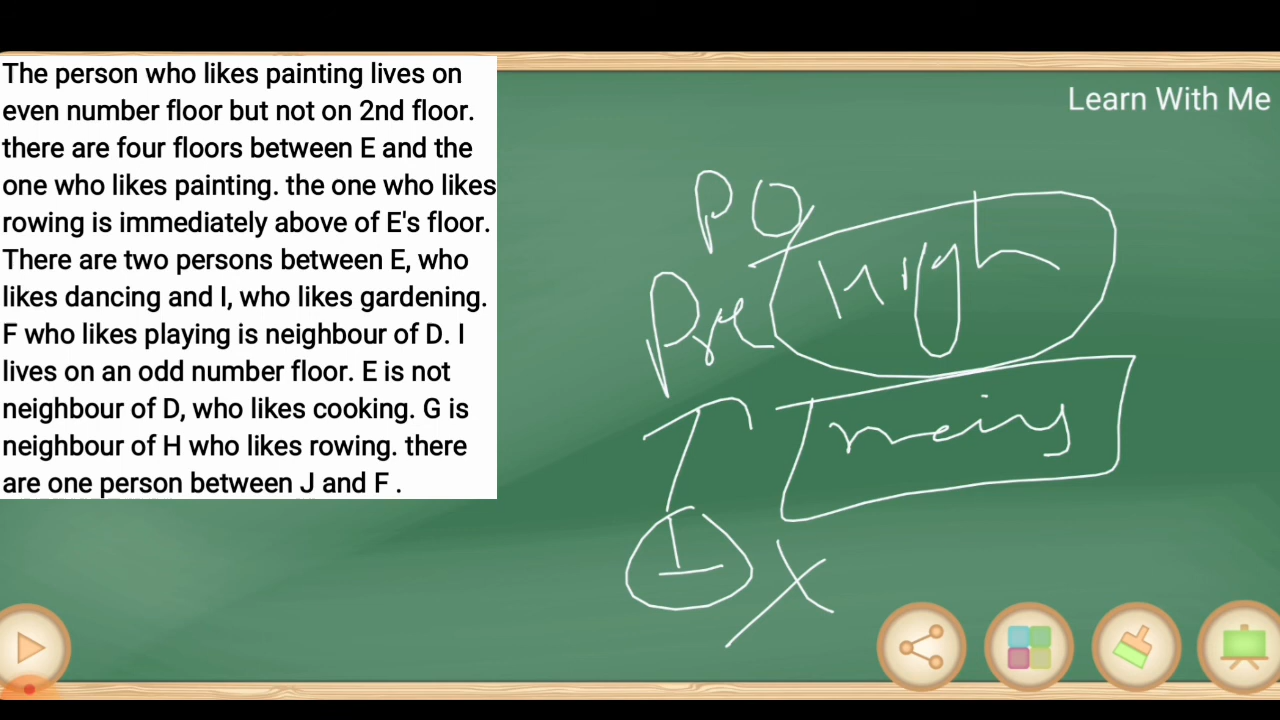 The person who likes painting lives on
even number floor but not on 2nd floor.
there are four floors between E and the
one who likes painting. the one who likes
rowing is immediately above of E's floor.
There are two persons between E, who
likes dancing and I, who likes gardening.
F who likes playing is neighbour of D. I
lives on an odd number floor. E is not
neighbour of D, who likes cooking. G is
neighbour of H who likes rowing. there
are one person between J and F .
Learn With Me
PO
Pre High
I